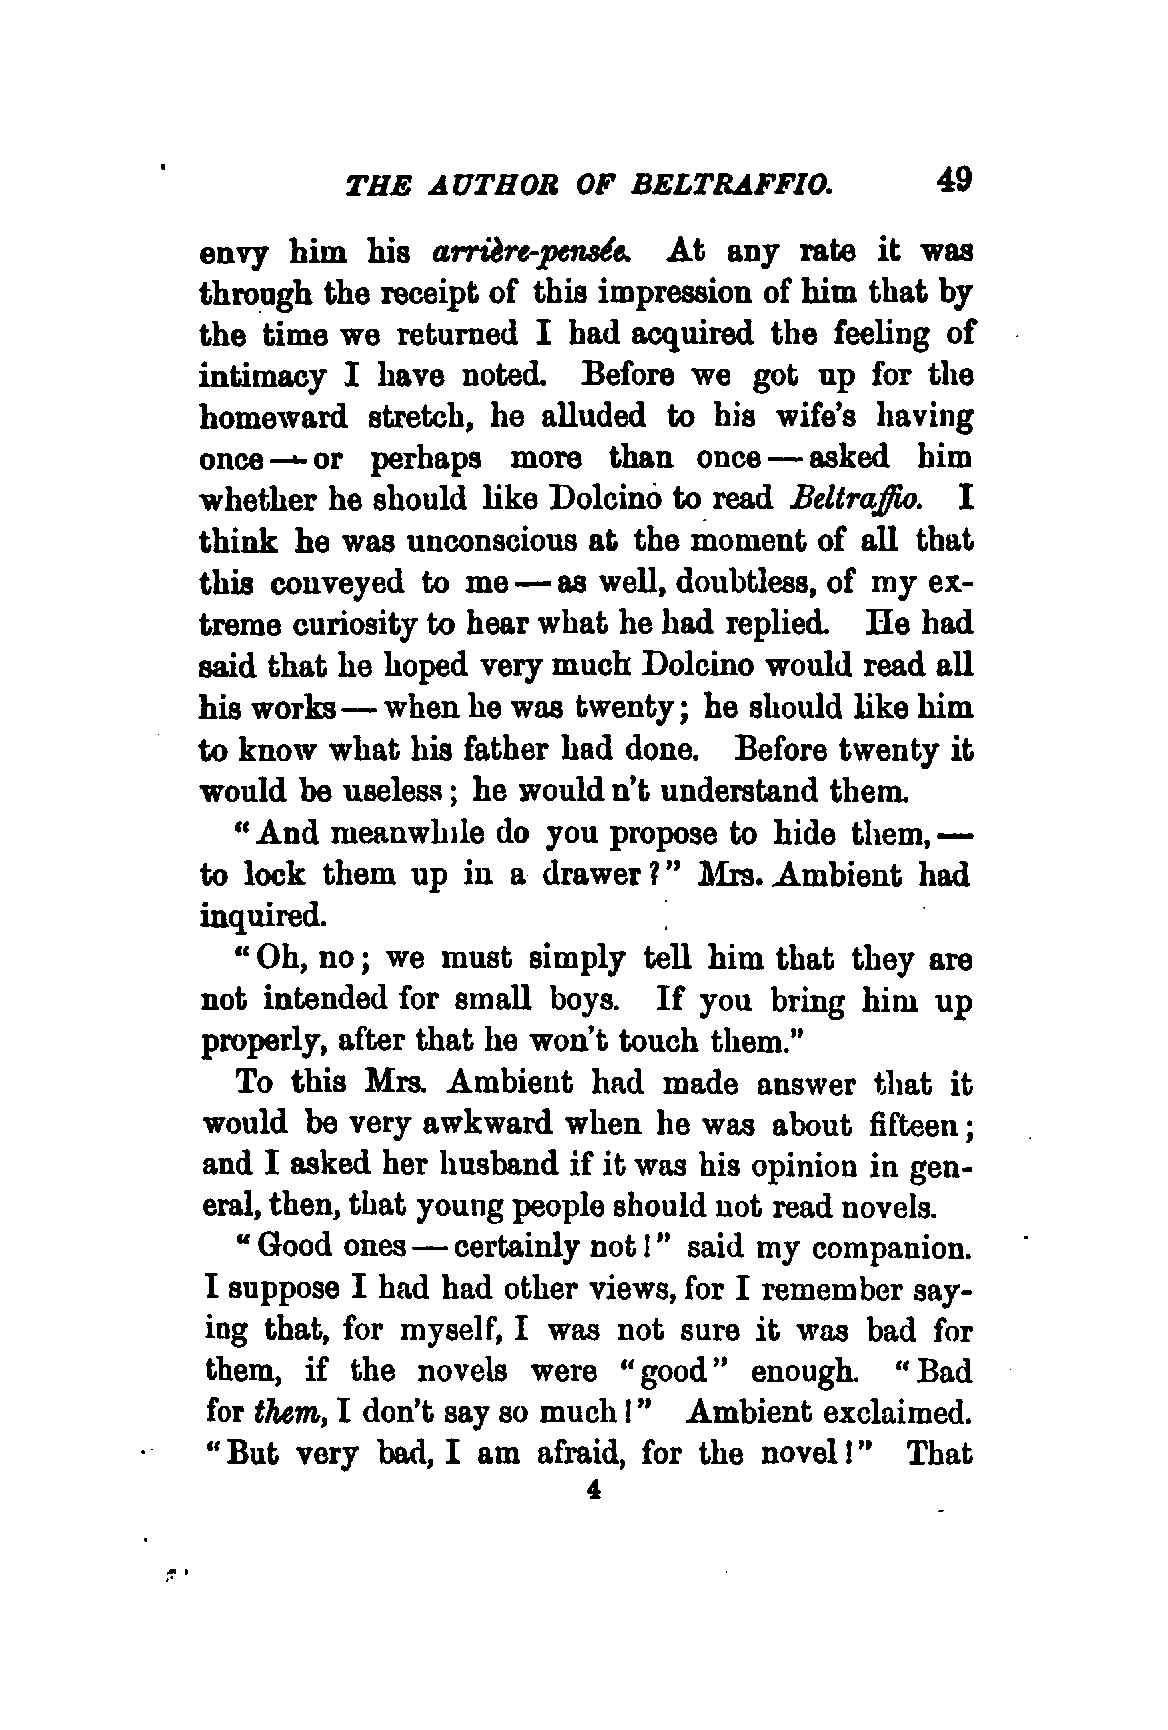 THE AUTHOR OF BELTRAFFIO. 49
envy him his arrière-pensée. At any rate it was
through the receipt of this impression of him that by
the time we returned I had acquired the feeling of
intimacy I have noted. Before we got up for the
homeward stretch, he alluded to his wife's having
once — or perhaps more than once — asked him
whether he should like Dolcino to read Beltraffio. I
think he was unconscious at the moment of all that
this conveyed to me — as well, doubtless, of my ex-
treme curiosity to hear what he had replied. He had
said that he hoped very much Dolcino would read all
his works — when he was twenty; he should like him
to know what his father had done. Before twenty it
would be useless; he would n't understand them.
"And meanwhile do you propose to hide them, —
to lock them up in a drawer?" Mrs. Ambient had
inquired.
"Oh, no; we must simply tell him that they are
not intended for small boys. If you bring him up
properly, after that he won't touch them."
To this Mrs. Ambient had made answer that it
would be very awkward when he was about fifteen;
and I asked her husband if it was his opinion in gen-
eral, then, that young people should not read novels.
"Good ones — certainly not!" said my companion.
I suppose I had had other views, for I remember say-
ing that, for myself, I was not sure it was bad for
them, if the novels were "good" enough. "Bad
for them, I don't say so much!" Ambient exclaimed.
"But very bad, I am afraid, for the novel!" That
4